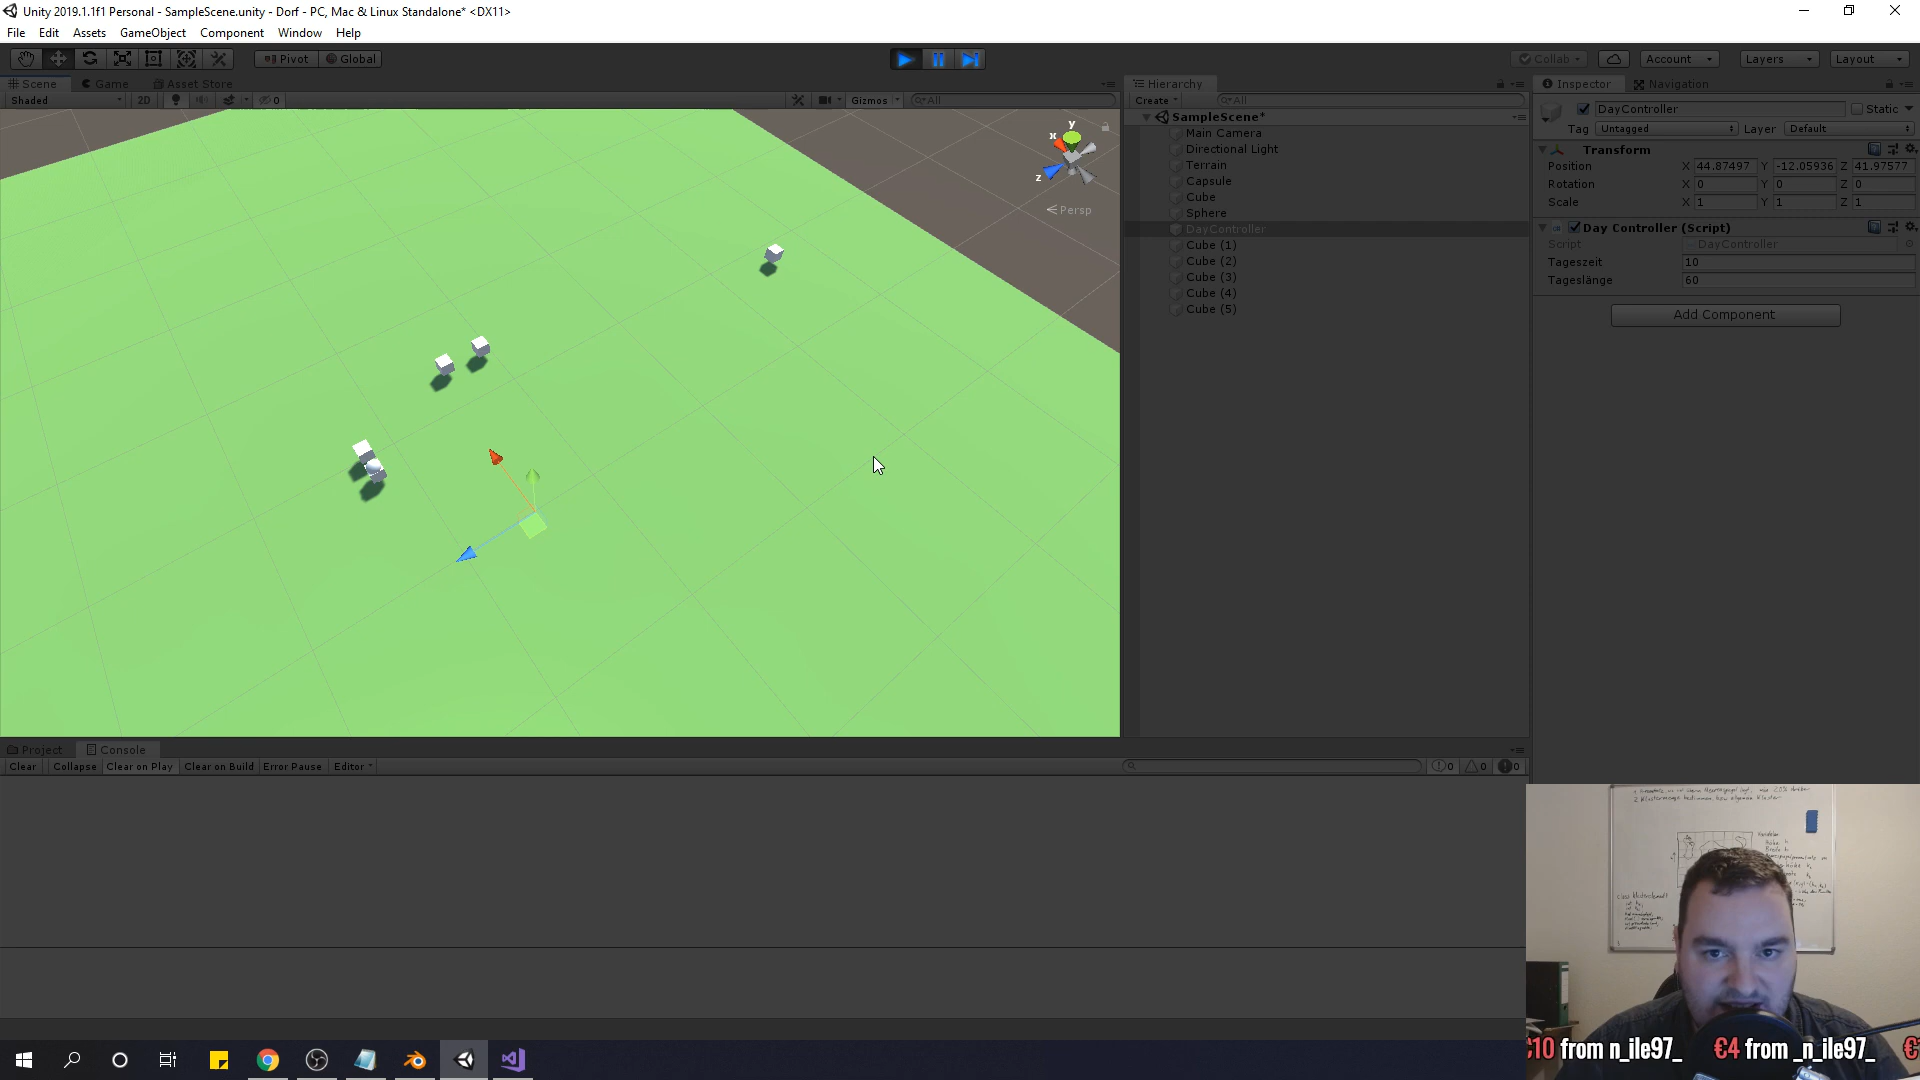 Unity 2019.1.1f1 Personal - SampleScene.unity - Dorf - PC, Mac & Linux Standalone* <DX11>
File Edit Assets GameObject Component Window Help
Pivot Global Collab Account Layers Layout
Scene Game Asset Store
Shaded 2D 0 Gizmos All
y
x
z
Persp
Hierarchy
Create All
SampleScene*
Main Camera
Directional Light
Terrain
Capsule
Cube
Sphere
DayController
Cube (1)
Cube (2)
Cube (3)
Cube (4)
Cube (5)
Inspector Navigation
DayController Static
Tag Untagged Layer Default
Transform
Position X 44.87497 Y -12.05936 Z 41.97577
Rotation X 0 Y 0 Z 0
Scale X 1 Y 1 Z 1
Day Controller (Script)
Script DayController
Tageszeit 10
Tageslänge 60
Add Component
Project Console
Clear Collapse Clear on Play Clear on Build Error Pause Editor 0 0 0
€10 from n_ile97_ €4 from _n_ile97_